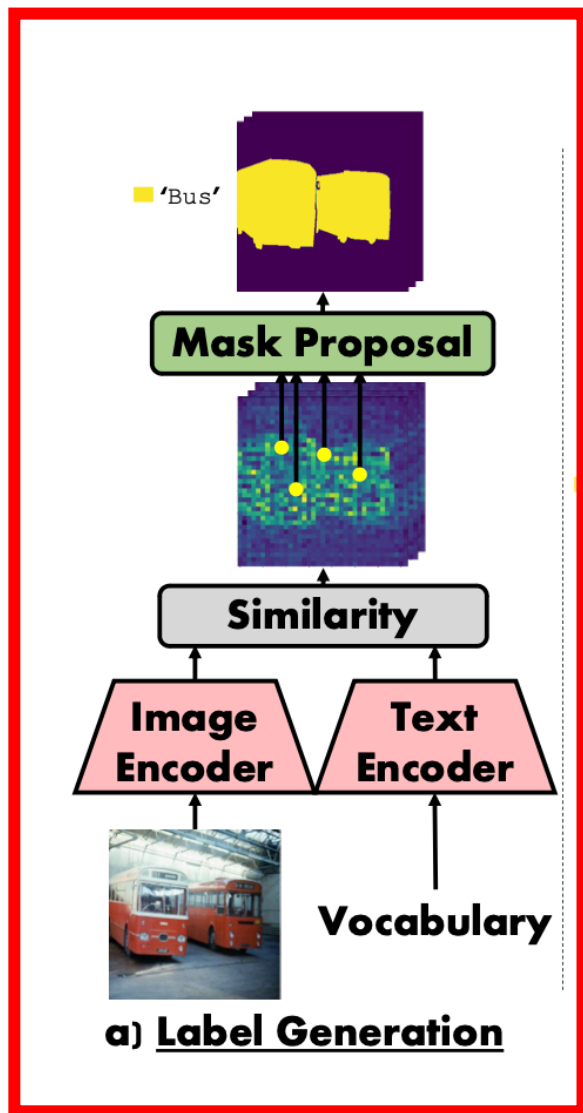 'Bus'
Mask Proposal
Similarity
Image
Encoder
Text
Encoder
Vocabulary
a) Label Generation